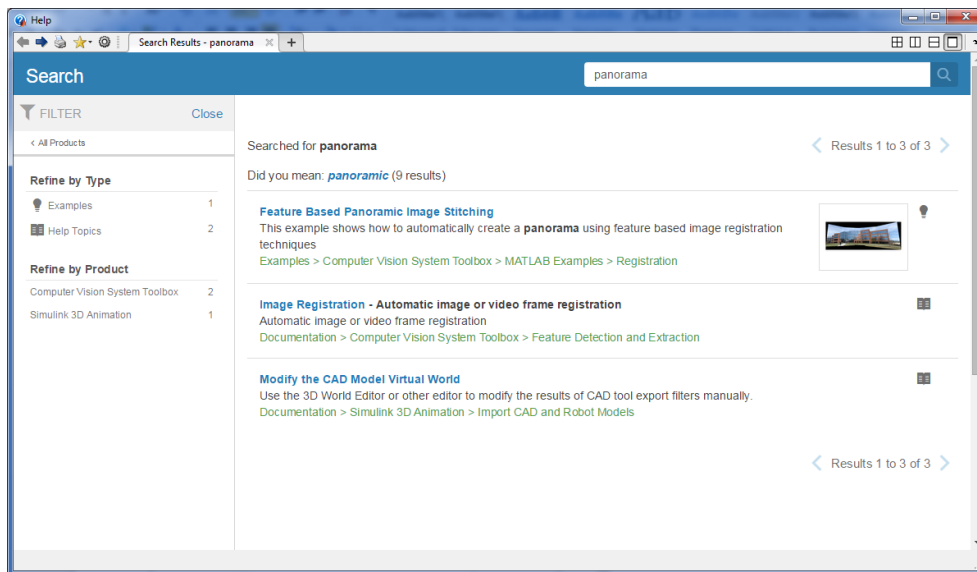 Help
Search Results - panorama
Search
panorama
FILTER
Close
< All Products
Refine by Type
Examples 1
Help Topics 2
Refine by Product
Computer Vision System Toolbox 2
Simulink 3D Animation 1
Searched for panorama
Results 1 to 3 of 3
Did you mean: panoramic (9 results)
Feature Based Panoramic Image Stitching
This example shows how to automatically create a panorama using feature based image registration
techniques
Examples > Computer Vision System Toolbox > MATLAB Examples > Registration
Image Registration - Automatic image or video frame registration
Automatic image or video frame registration
Documentation > Computer Vision System Toolbox > Feature Detection and Extraction
Modify the CAD Model Virtual World
Use the 3D World Editor or other editor to modify the results of CAD tool export filters manually.
Documentation > Simulink 3D Animation > Import CAD and Robot Models
Results 1 to 3 of 3